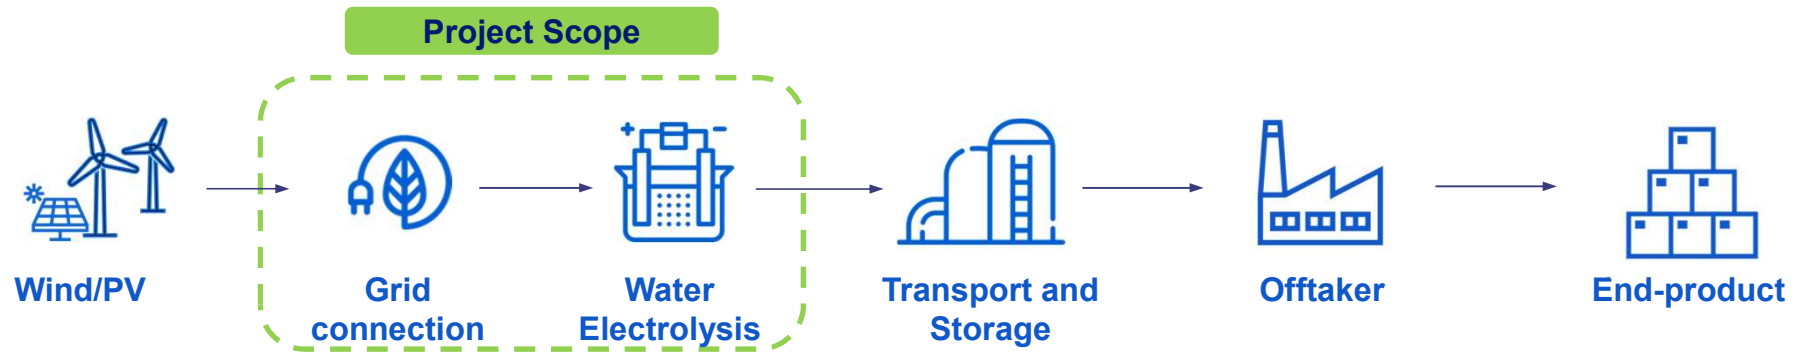 Project Scope
Wind/PV
Grid
connection
Water
Electrolysis
Transport and
Storage
Offtaker
End-product